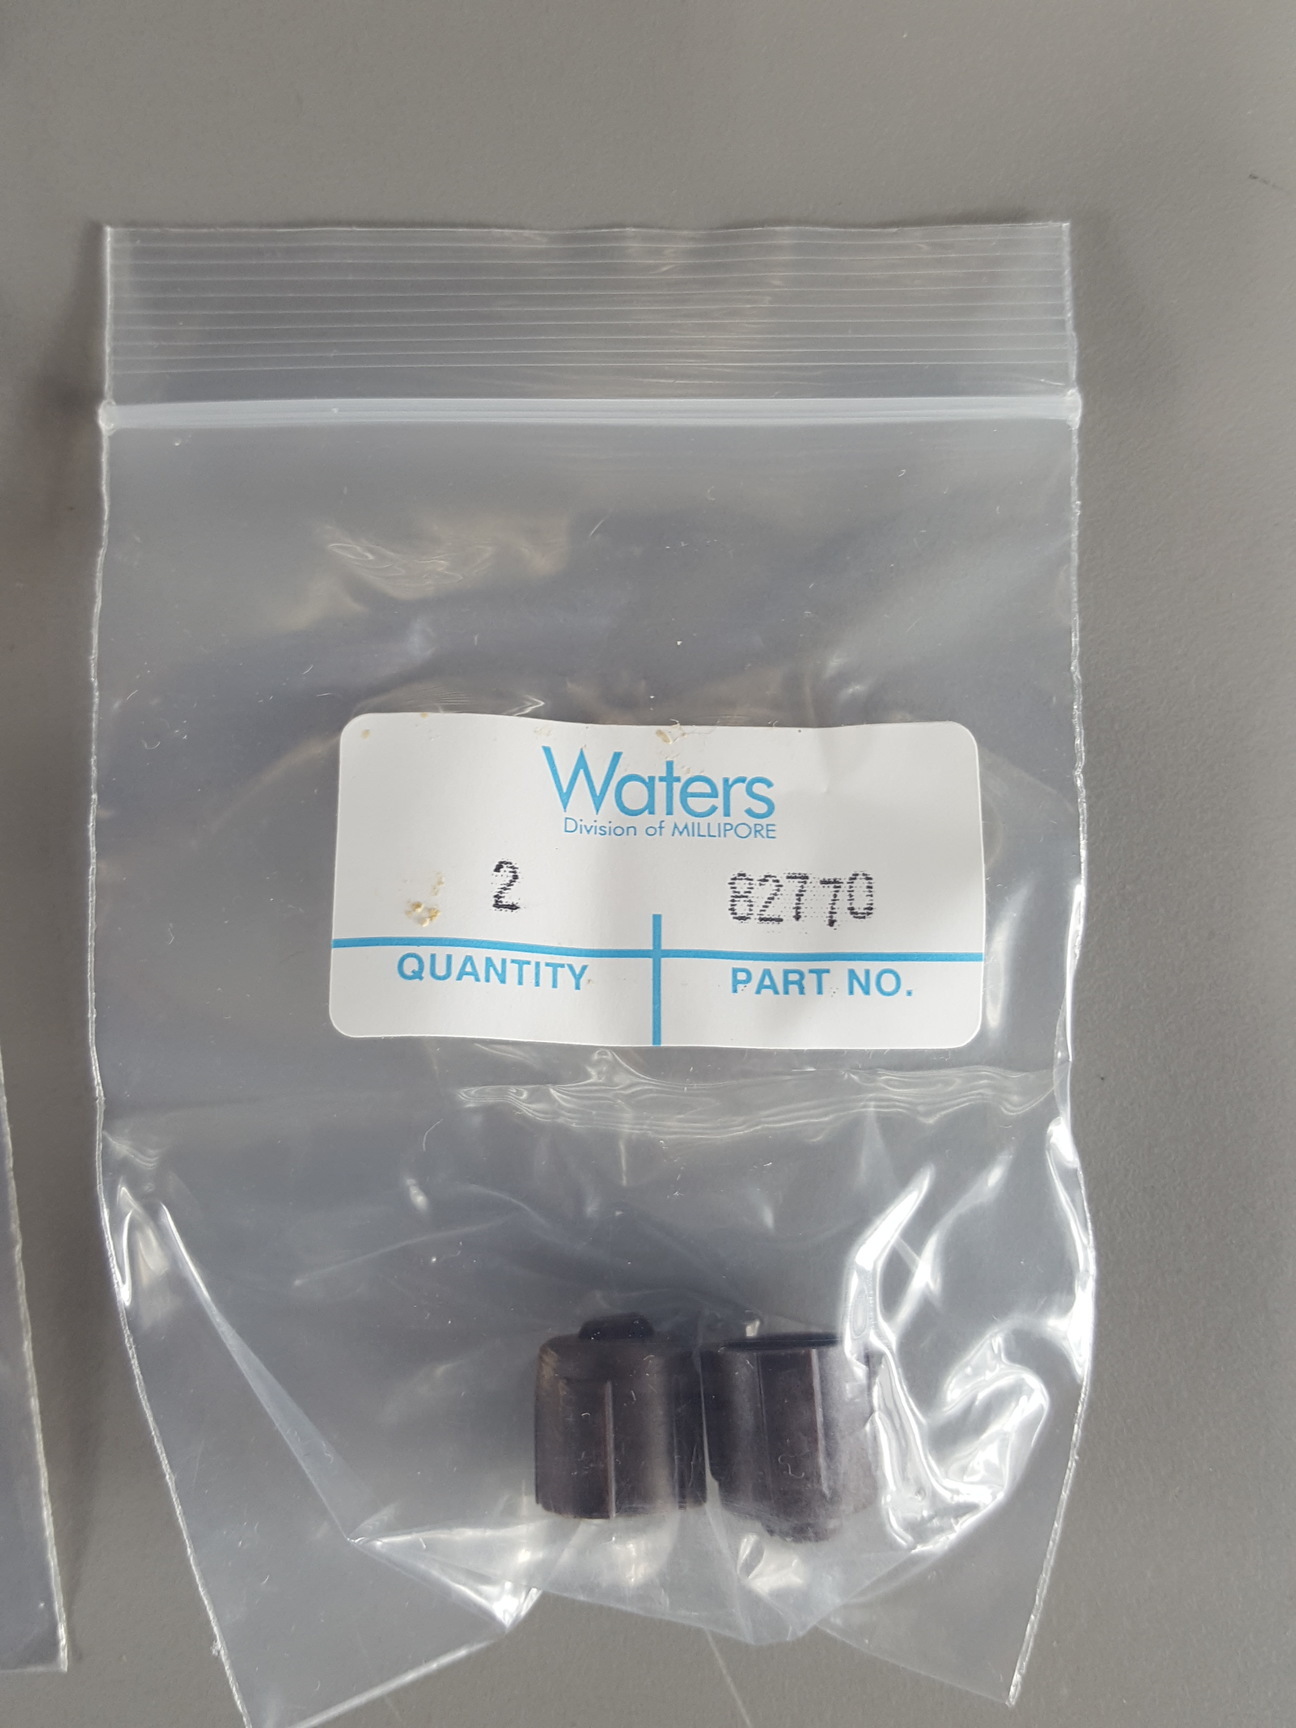 Waters
Division of MILLIPORE
2 82770
QUANTITY PART NO.